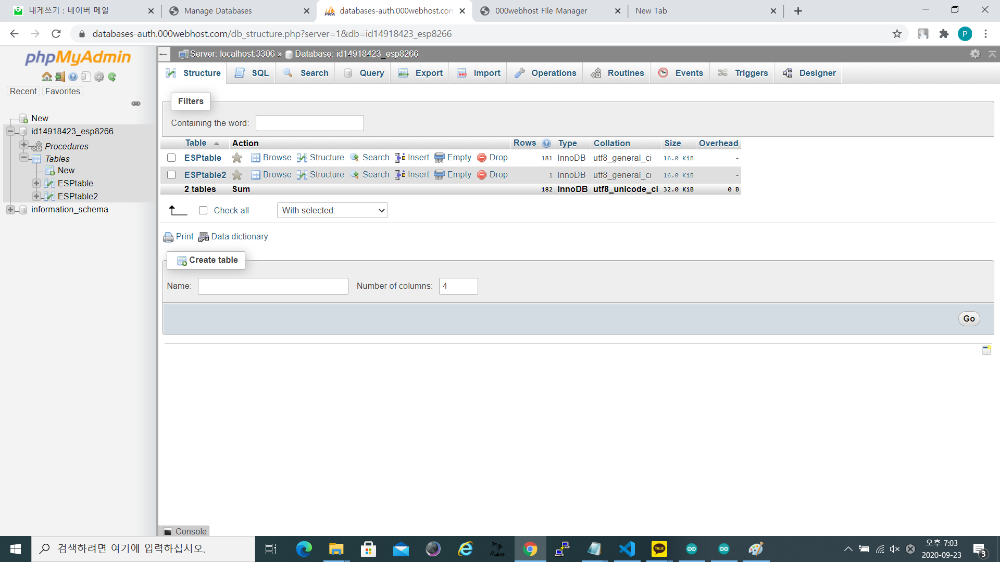 내게쓰기 : 네이버 메일
Manage Databases
databases-auth.000webhost.com
000webhost File Manager
New Tab
databases-auth.000webhost.com/db_structure.php?server=1&db=id14918423_esp8266
P
phpMyAdmin
Recent Favorites
New
id14918423_esp8266
Procedures
Tables
New
ESPtable
ESPtable2
information_schema
Server: localhost:3306 » Database: id14918423_esp8266
Structure SQL Search Query Export Import Operations Routines Events Triggers Designer
Filters
Containing the word:
Table Action Rows Type Collation Size Overhead
ESPtable Browse Structure Search Insert Empty Drop 181 InnoDB utf8_general_ci 16.0 KiB -
ESPtable2 Browse Structure Search Insert Empty Drop 1 InnoDB utf8_general_ci 16.0 KiB -
2 tables Sum 182 InnoDB utf8_unicode_ci 32.0 KiB 0 B
Check all With selected:
Print Data dictionary
Create table
Name: Number of columns: 4
Go
Console
검색하려면 여기에 입력하십시오.
My Robot
TALK
오후 7:03
2020-09-23
3